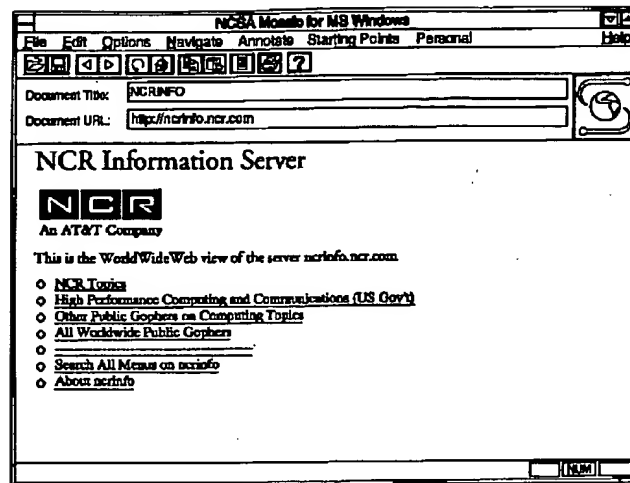 NCSA Mosaic for MS Windows
File Edit Options Navigate Annotate Starting Points Personal Help
?
Document Title: NCRINFO
Document URL: http://ncrinfo.ncr.com
NCR Information Server
NCR
An AT&T Company
This is the WorldWideWeb view of the server ncrinfo.ncr.com
NCR Topics
High Performance Computing and Communications (US Gov't)
Other Public Gophers on Computing Topics
All Worldwide Public Gophers
Search All Menus on ncrinfo
About ncrinfo
NUM